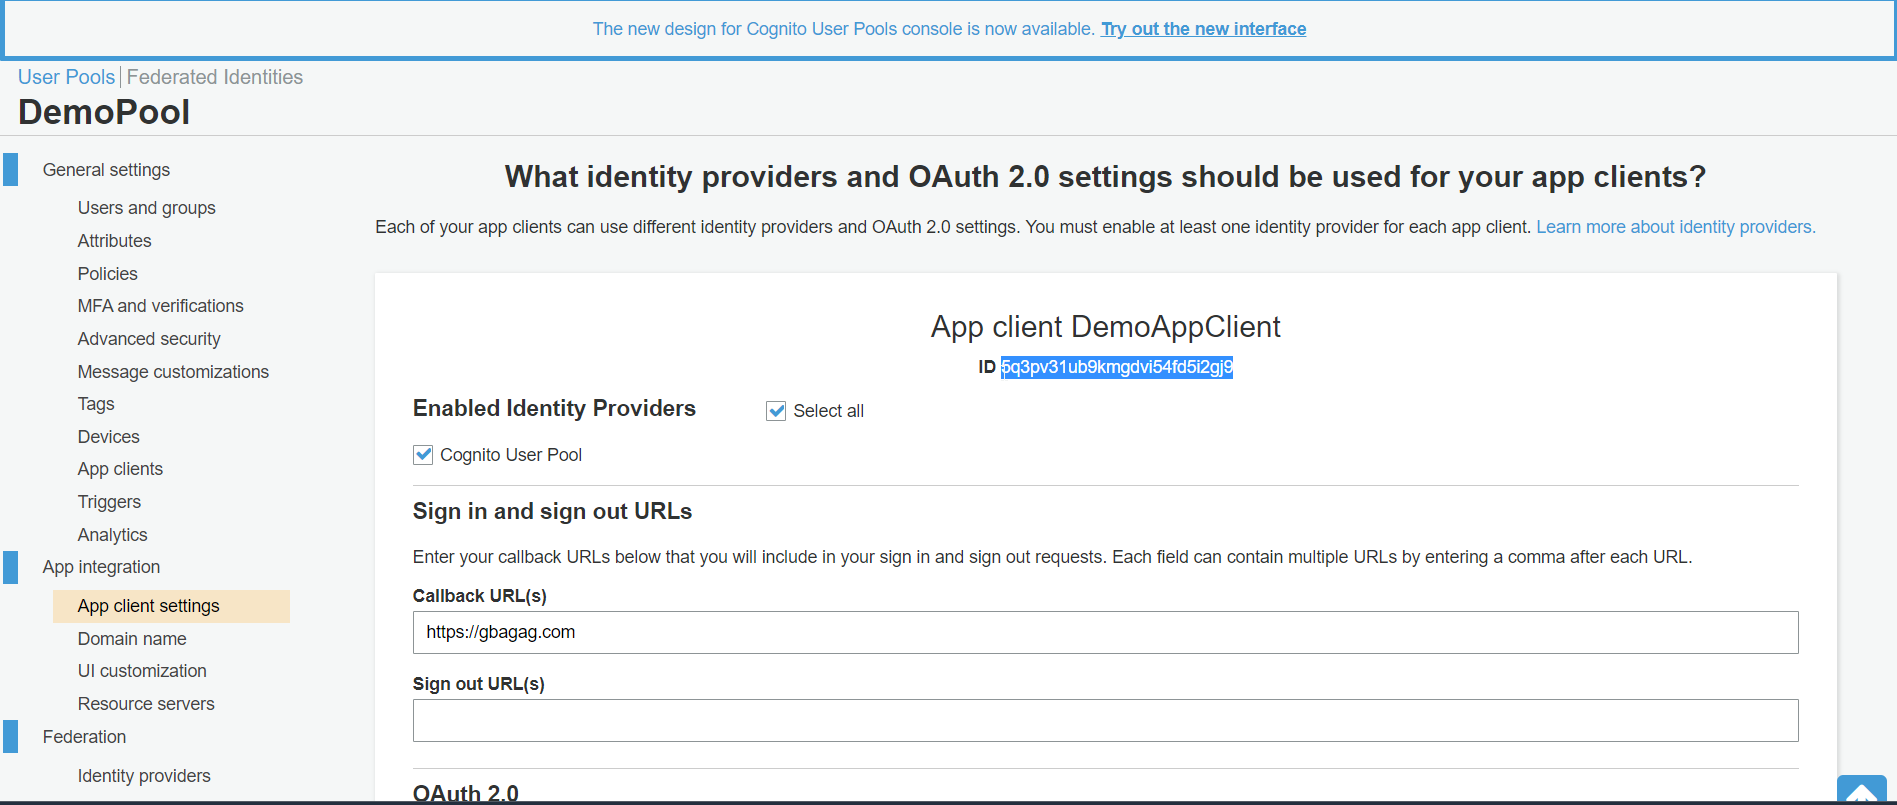 The new design for Cognito User Pools console is now available. Try out the new interface
User Pools | Federated Identities
DemoPool
General settings
Users and groups
Attributes
Policies
MFA and verifications
Advanced security
Message customizations
Tags
Devices
App clients
Triggers
Analytics
App integration
App client settings
Domain name
UI customization
Resource servers
Federation
Identity providers
What identity providers and OAuth 2.0 settings should be used for your app clients?
Each of your app clients can use different identity providers and OAuth 2.0 settings. You must enable at least one identity provider for each app client. Learn more about identity providers.
App client DemoAppClient
ID 5q3pv31ub9kmgdvi54fd5i2gj9
Enabled Identity Providers Select all
Cognito User Pool
Sign in and sign out URLs
Enter your callback URLs below that you will include in your sign in and sign out requests. Each field can contain multiple URLs by entering a comma after each URL.
Callback URL(s)
https://gbagag.com
Sign out URL(s)
OAuth 2.0